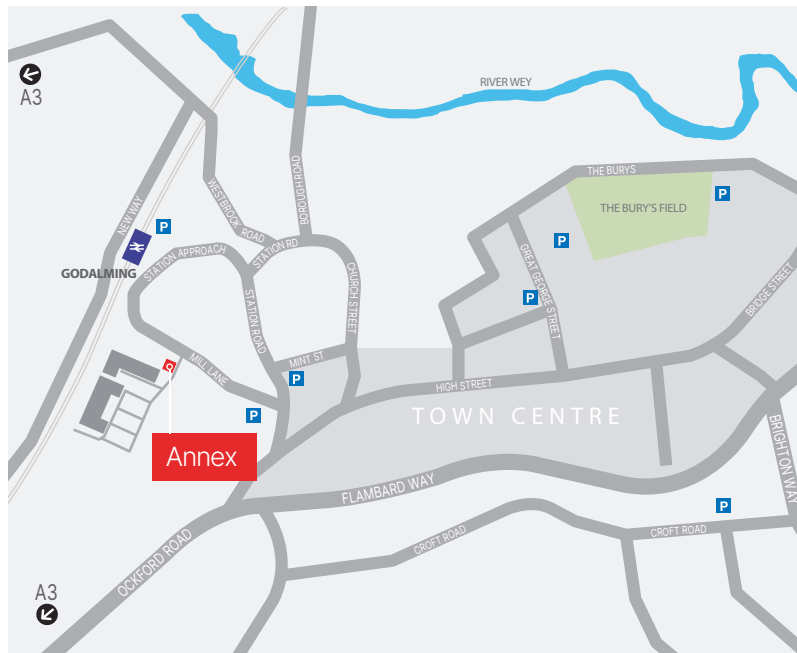 RIVER WEY
A3
THE BURYS
THE BURY'S FIELD
P
P
P
P
P
P
P
NEW WAY
WESTBROOK ROAD
BOROUGH ROAD
STATION RD
STATION APPROACH
GODALMING
GREAT GEORGE STREET
BRIDGE STREET
CHURCH STREET
STATION ROAD
MINT ST
MILL LANE
HIGH STREET
TOWN CENTRE
Annex
BRIGHTON WAY
FLAMBARD WAY
CROFT ROAD
CROFT ROAD
OCKFORD ROAD
A3